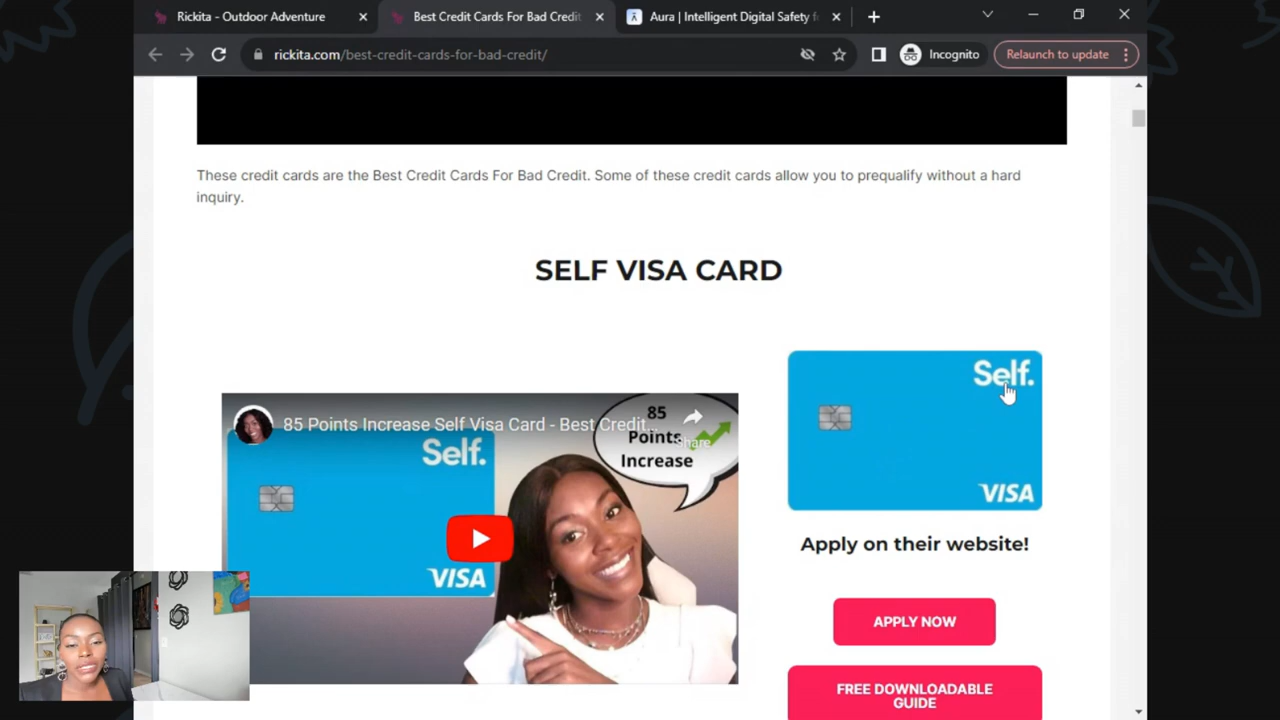 Rickita - Outdoor Adventure
Best Credit Cards For Bad Credit
Aura | Intelligent Digital Safety f
rickita.com/best-credit-cards-for-bad-credit/
Incognito
Relaunch to update
These credit cards are the Best Credit Cards For Bad Credit. Some of these credit cards allow you to prequalify without a hard
inquiry.
SELF VISA CARD
85 Points Increase Self Visa Card - Best Credit...
Share
85
Points
Increase
Self.
VISA
Self.
VISA
Apply on their website!
APPLY NOW
FREE DOWNLOADABLE
GUIDE